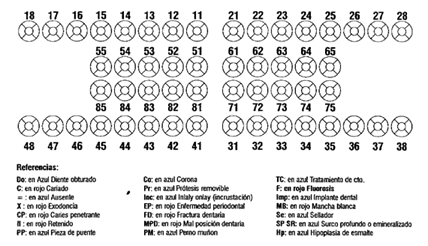 18 17 16 15 14 13 12 11 21 22 23 24 25 26 27 28
55 54 53 52 51 61 62 63 64 65
85 84 83 82 81 71 72 73 74 75
48 47 46 45 44 43 42 41 31 32 33 34 35 36 37 38
Referencias:
Do: en Azul Diente obturado
C: en rojo Cariado
= : en azul Ausente
X : en rojo Exodoncia
CP: en rojo Caries penetrante
R : en rojo Retenido
PP: en azul Pieza de puente
Co: en azul Corona
Pr: en azul Prótesis removible
Inc: en azul Inlaly onlay (incrustación)
EP: en rojo Enfermedad periodontal
FD: en rojo Fractura dentaria
MPD: en rojo Mal posición dentaria
PM: en azul Perno muñon
TC: en azul Tratamiento de cto.
F: en rojo Fluorosis
Imp: en azul Implante dental
MB: en rojo Mancha blanca
Se: en azul Sellador
SP SR: en azul Surco profundo o emineralizado
Hp: en azul Hipoplasia de esmalte